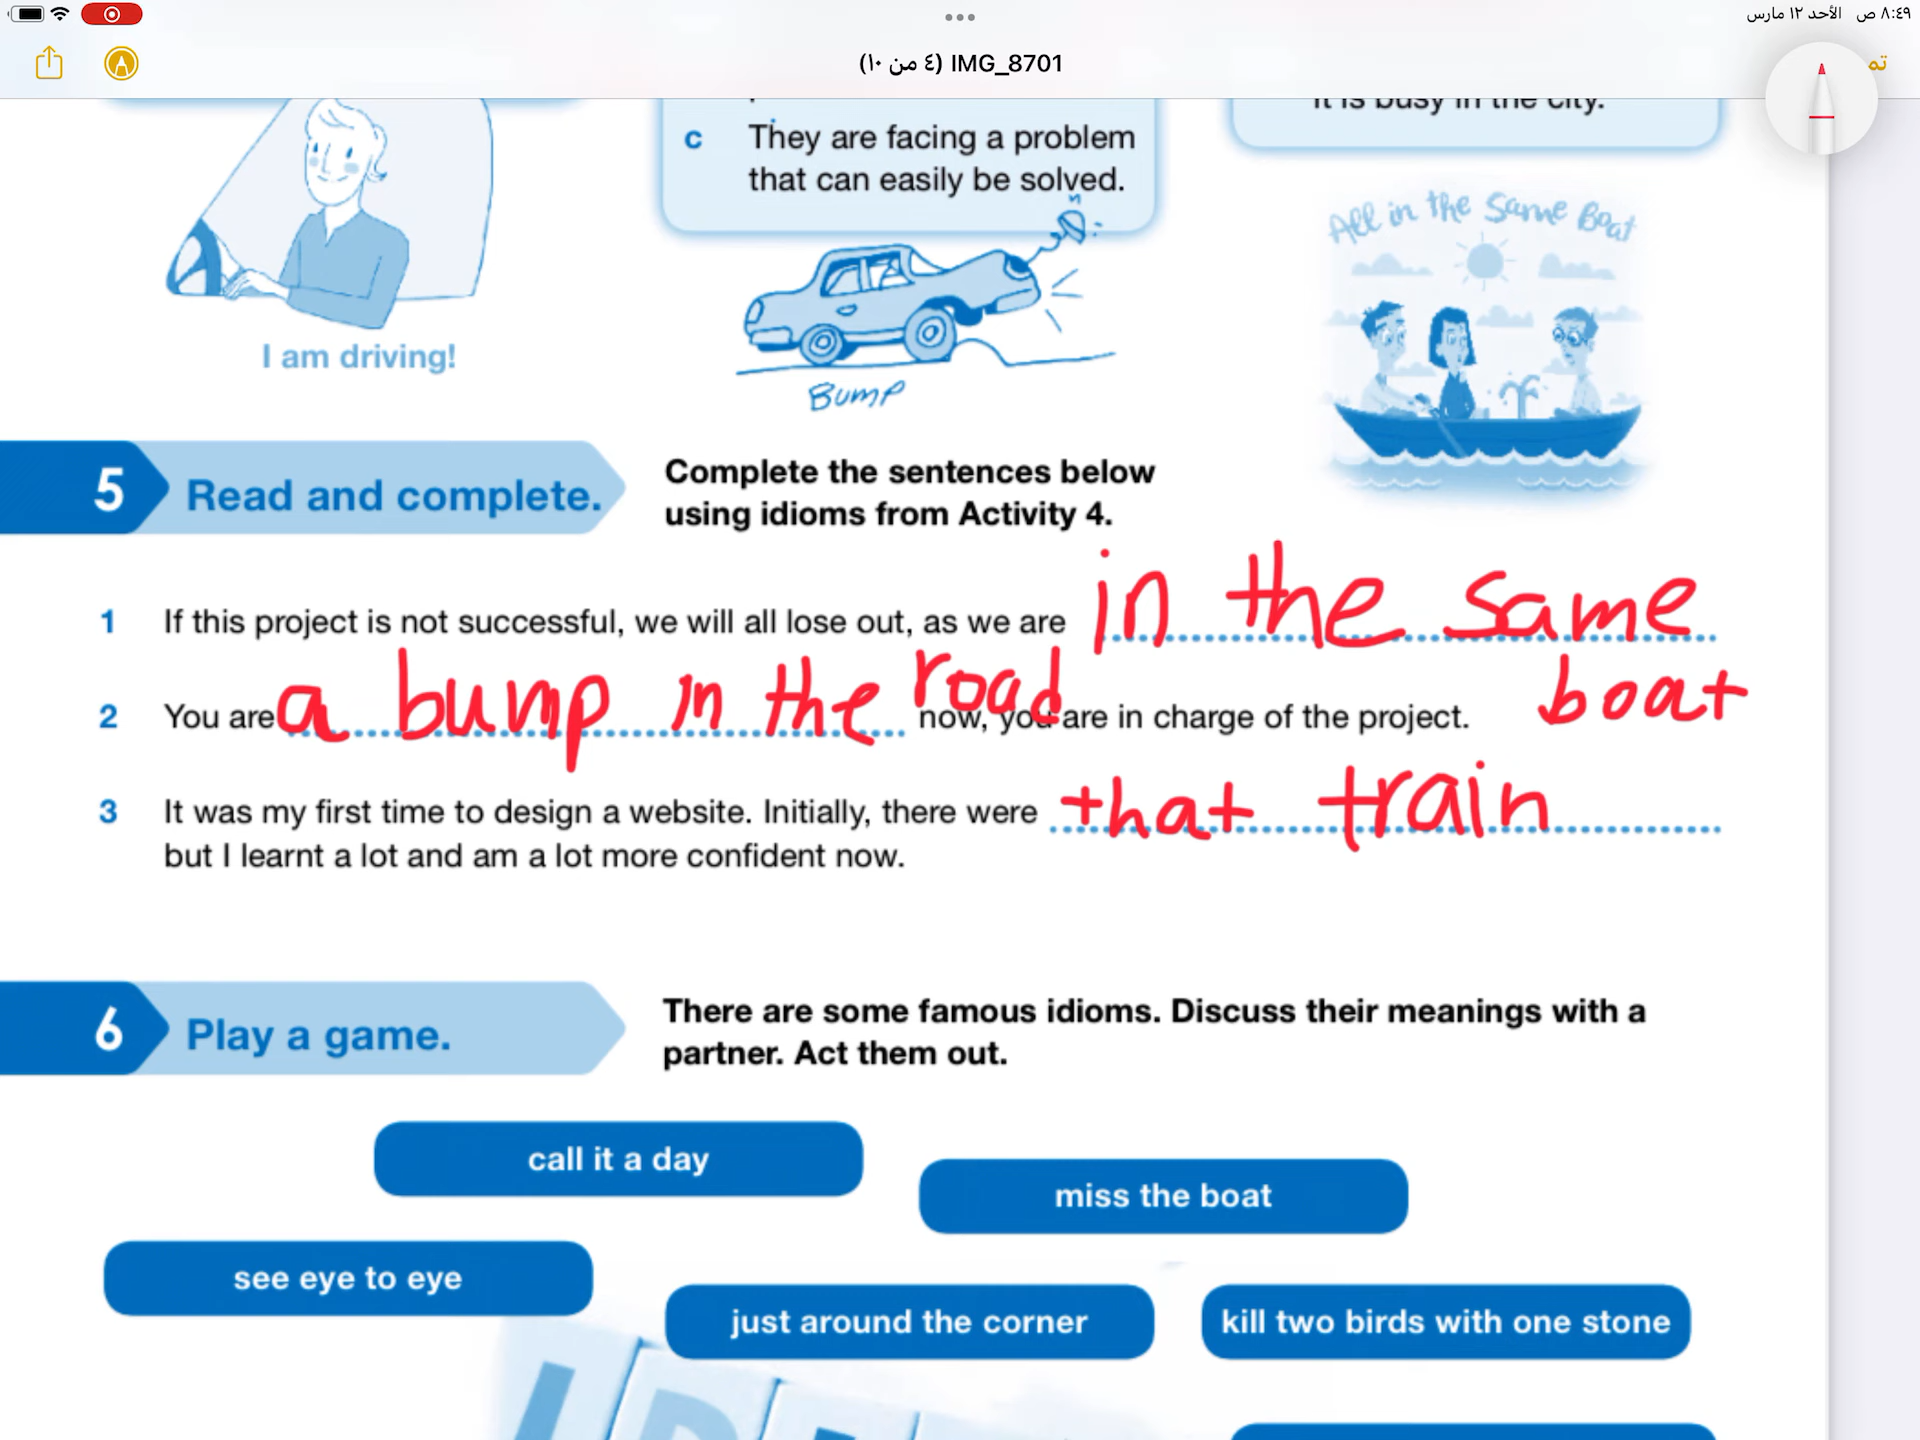 ٨:٤٩ ص الأحد ١٢ مارس
IMG_8701 (٤ من ١٠)
تم
It is busy in the city.
c They are facing a problem
that can easily be solved.
All in the Same Boat
I am driving!
Bump
5 Read and complete.
Complete the sentences below
using idioms from Activity 4.
1 If this project is not successful, we will all lose out, as we are in the same
boat
2 You are a bump in the road now, you are in charge of the project.
3 It was my first time to design a website. Initially, there were that train
but I learnt a lot and am a lot more confident now.
6 Play a game.
There are some famous idioms. Discuss their meanings with a
partner. Act them out.
call it a day
miss the boat
see eye to eye
just around the corner
kill two birds with one stone